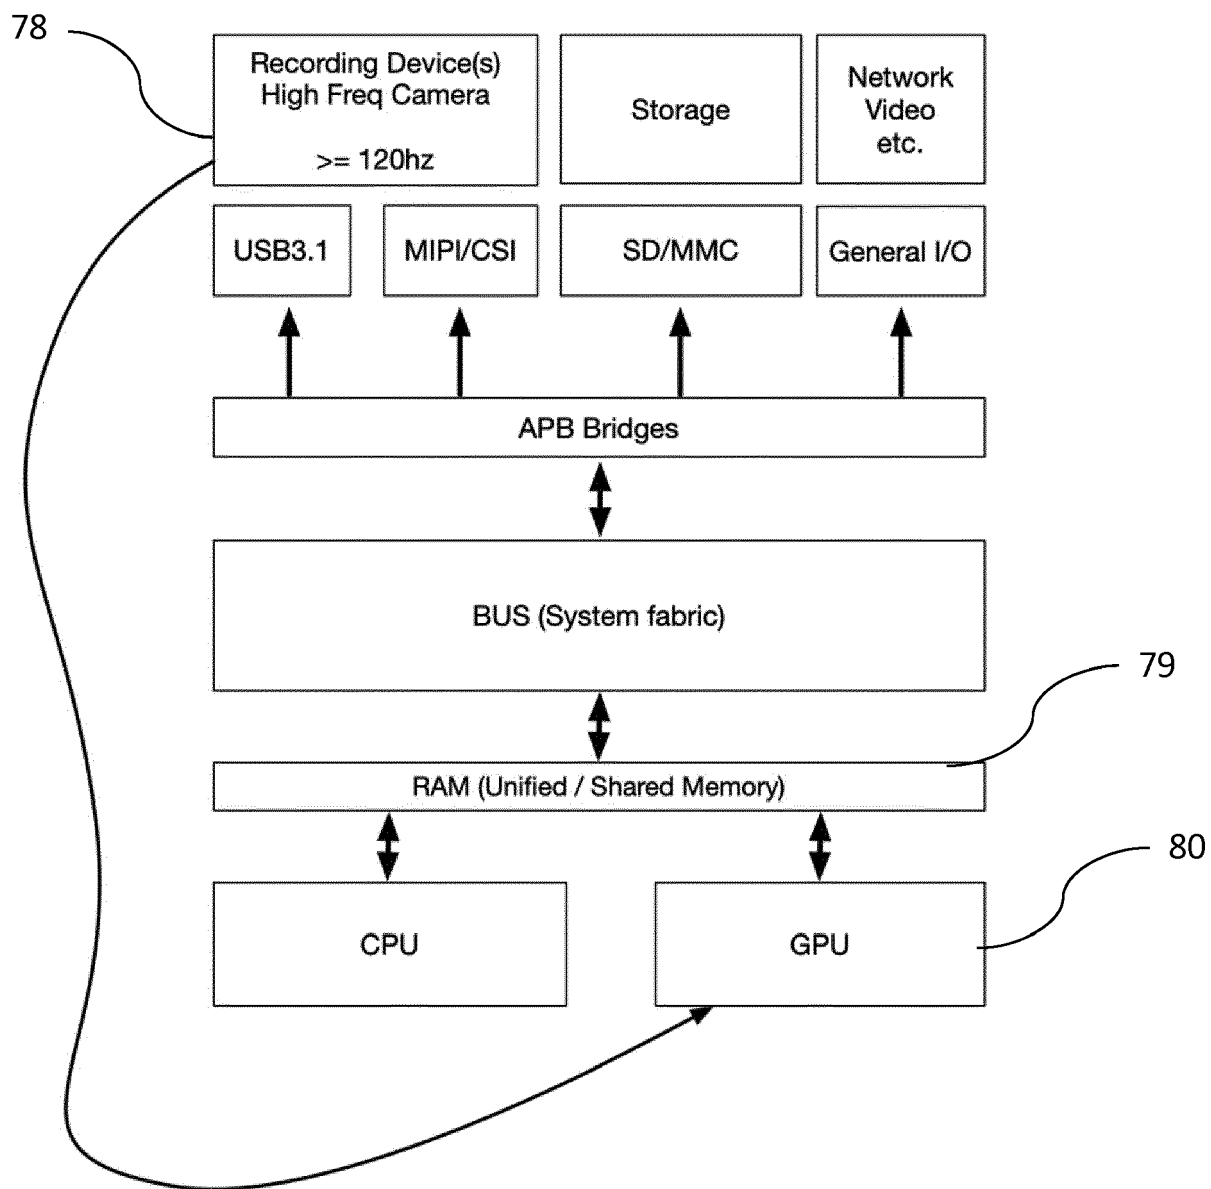 78
Recording Device(s)
High Freq Camera
>= 120hz
Storage
Network
Video
etc.
USB3.1
MIPI/CSI
SD/MMC
General I/O
APB Bridges
BUS (System fabric)
79
RAM (Unified / Shared Memory)
80
CPU
GPU